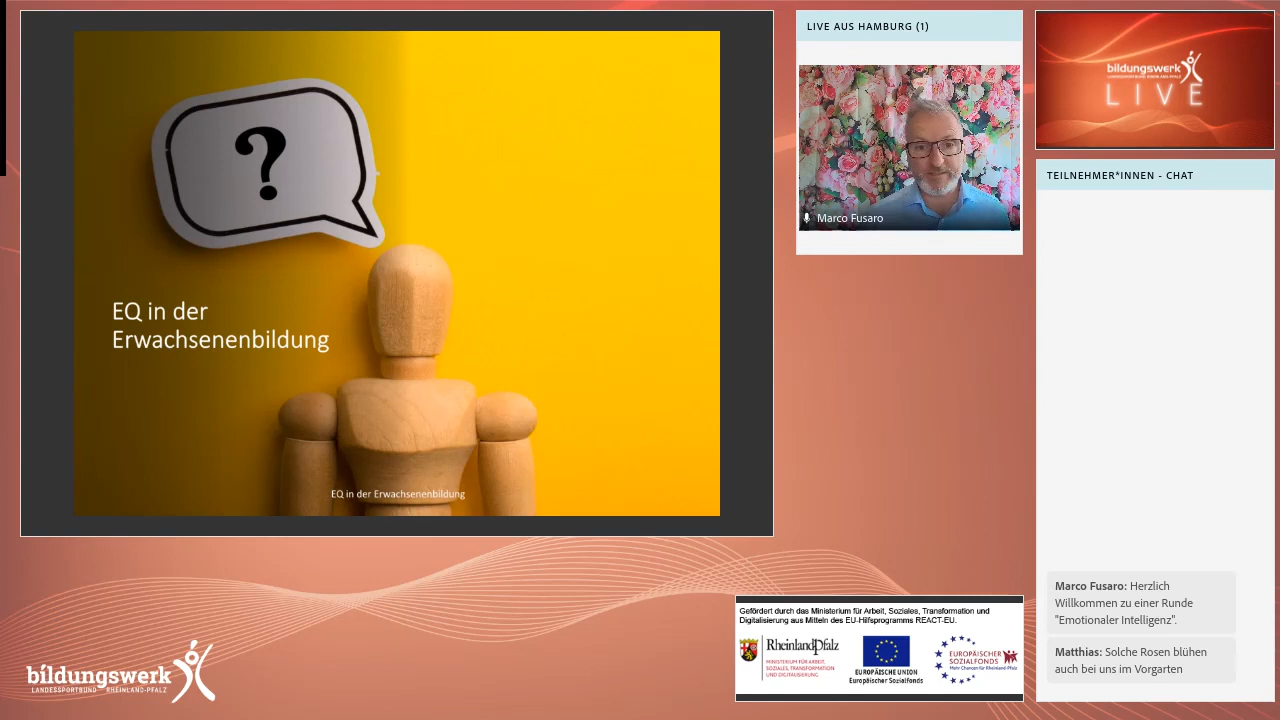 ?
EQ in der
Erwachsenenbildung
EQ in der Erwachsenenbildung
LIVE AUS HAMBURG (1)
Marco Fusaro
bildungswerk
LANDESSPORTBUND RHEINLAND-PFALZ
LIVE
TEILNEHMER*INNEN - CHAT
Marco Fusaro: Herzlich
Willkommen zu einer Runde
"Emotionaler Intelligenz".
Matthias: Solche Rosen blühen
auch bei uns im Vorgarten
Gefördert durch das Ministerium für Arbeit, Soziales, Transformation und
Digitalisierung aus Mitteln des EU-Hilfsprogramms REACT-EU.
RheinlandPfalz
MINISTERIUM FÜR ARBEIT,
SOZIALES, TRANSFORMATION
UND DIGITALISIERUNG
EUROPÄISCHE UNION
Europäischer Sozialfonds
EUROPÄISCHER
SOZIALFONDS
Mehr Chancen für Rheinland-Pfalz
bildungswerk
LANDESSPORTBUND RHEINLAND-PFALZ